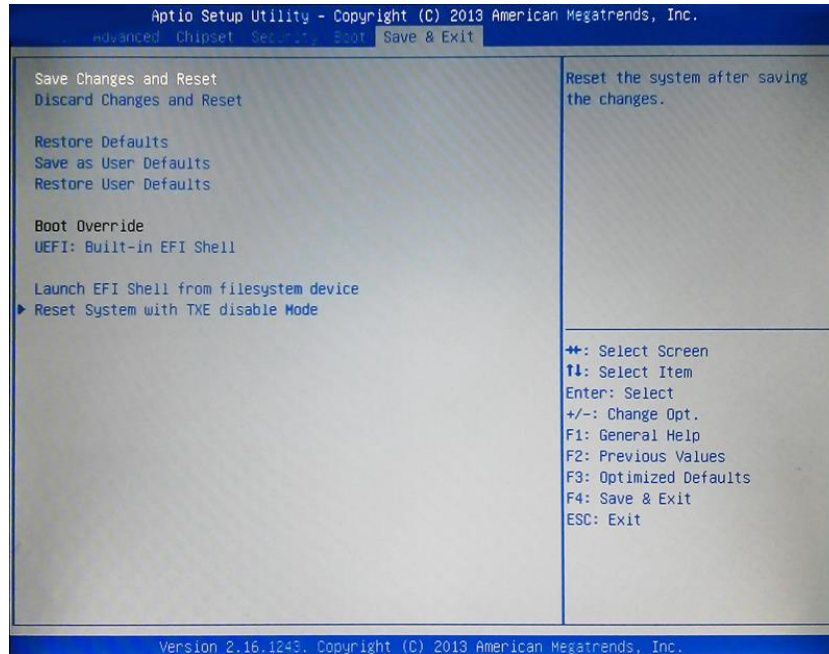 Aptio Setup Utility - Copyright (C) 2013 American Megatrends, Inc.
Advanced Chipset Security Boot Save & Exit
Save Changes and Reset
Discard Changes and Reset
Restore Defaults
Save as User Defaults
Restore User Defaults
Boot Override
UEFI: Built-in EFI Shell
Launch EFI Shell from filesystem device
Reset System with TXE disable Mode
Reset the system after saving
the changes.
→←: Select Screen
↑↓: Select Item
Enter: Select
+/-: Change Opt.
F1: General Help
F2: Previous Values
F3: Optimized Defaults
F4: Save & Exit
ESC: Exit
Version 2.16.1243. Copyright (C) 2013 American Megatrends, Inc.